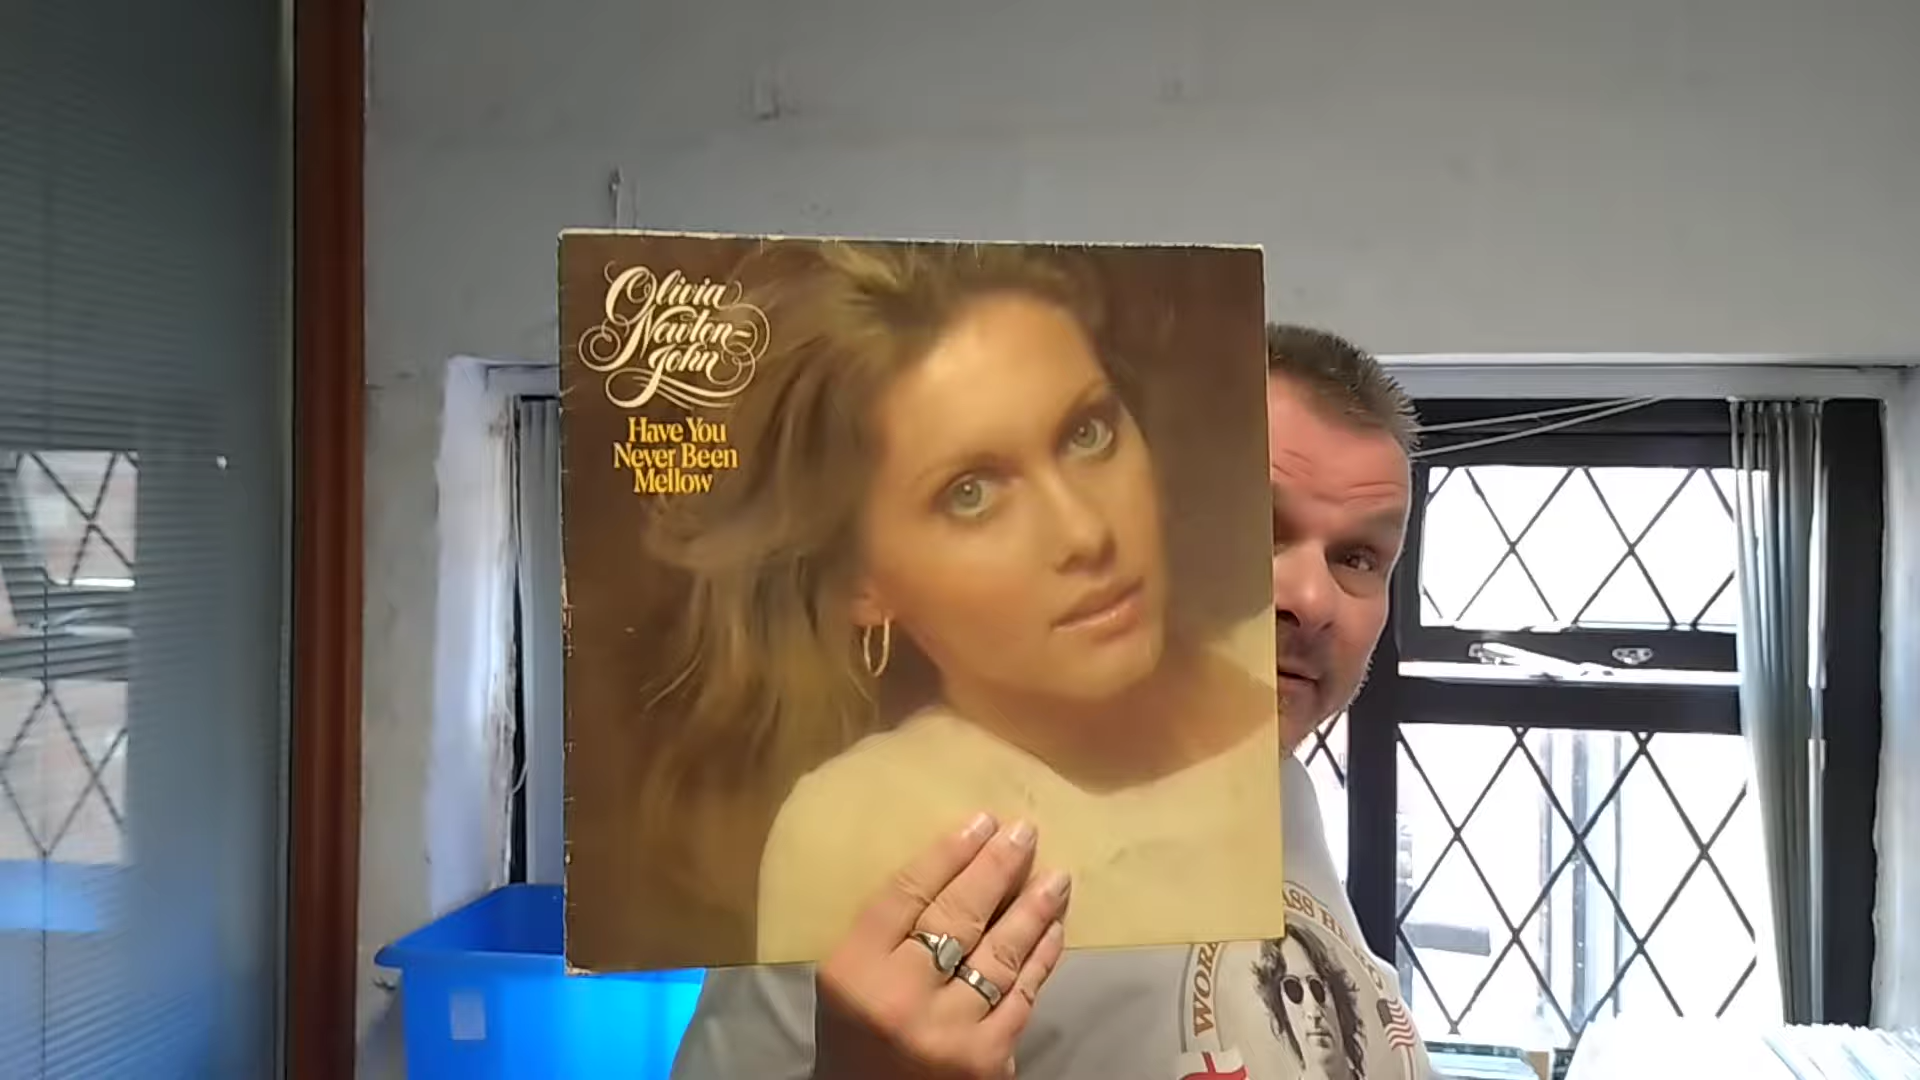 Olivia
Newton-
John
Have You
Never Been
Mellow